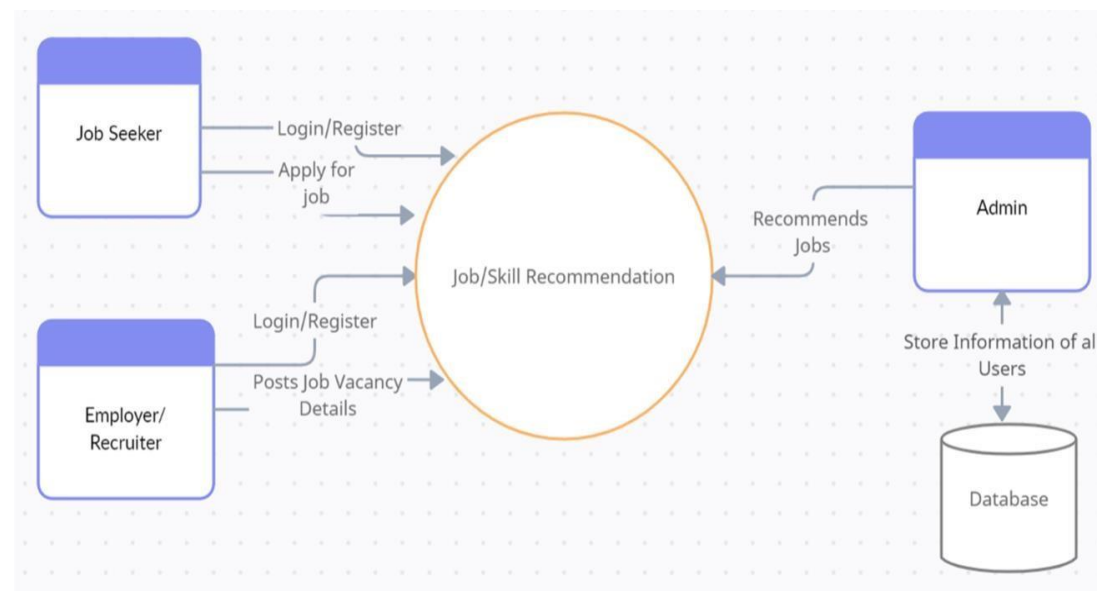 Job Seeker
Login/Register
Apply for
job
Job/Skill Recommendation
Login/Register
Employer/
Recruiter
Posts Job Vacancy
Details
Recommends
Jobs
Admin
Store Information of al
Users
Database